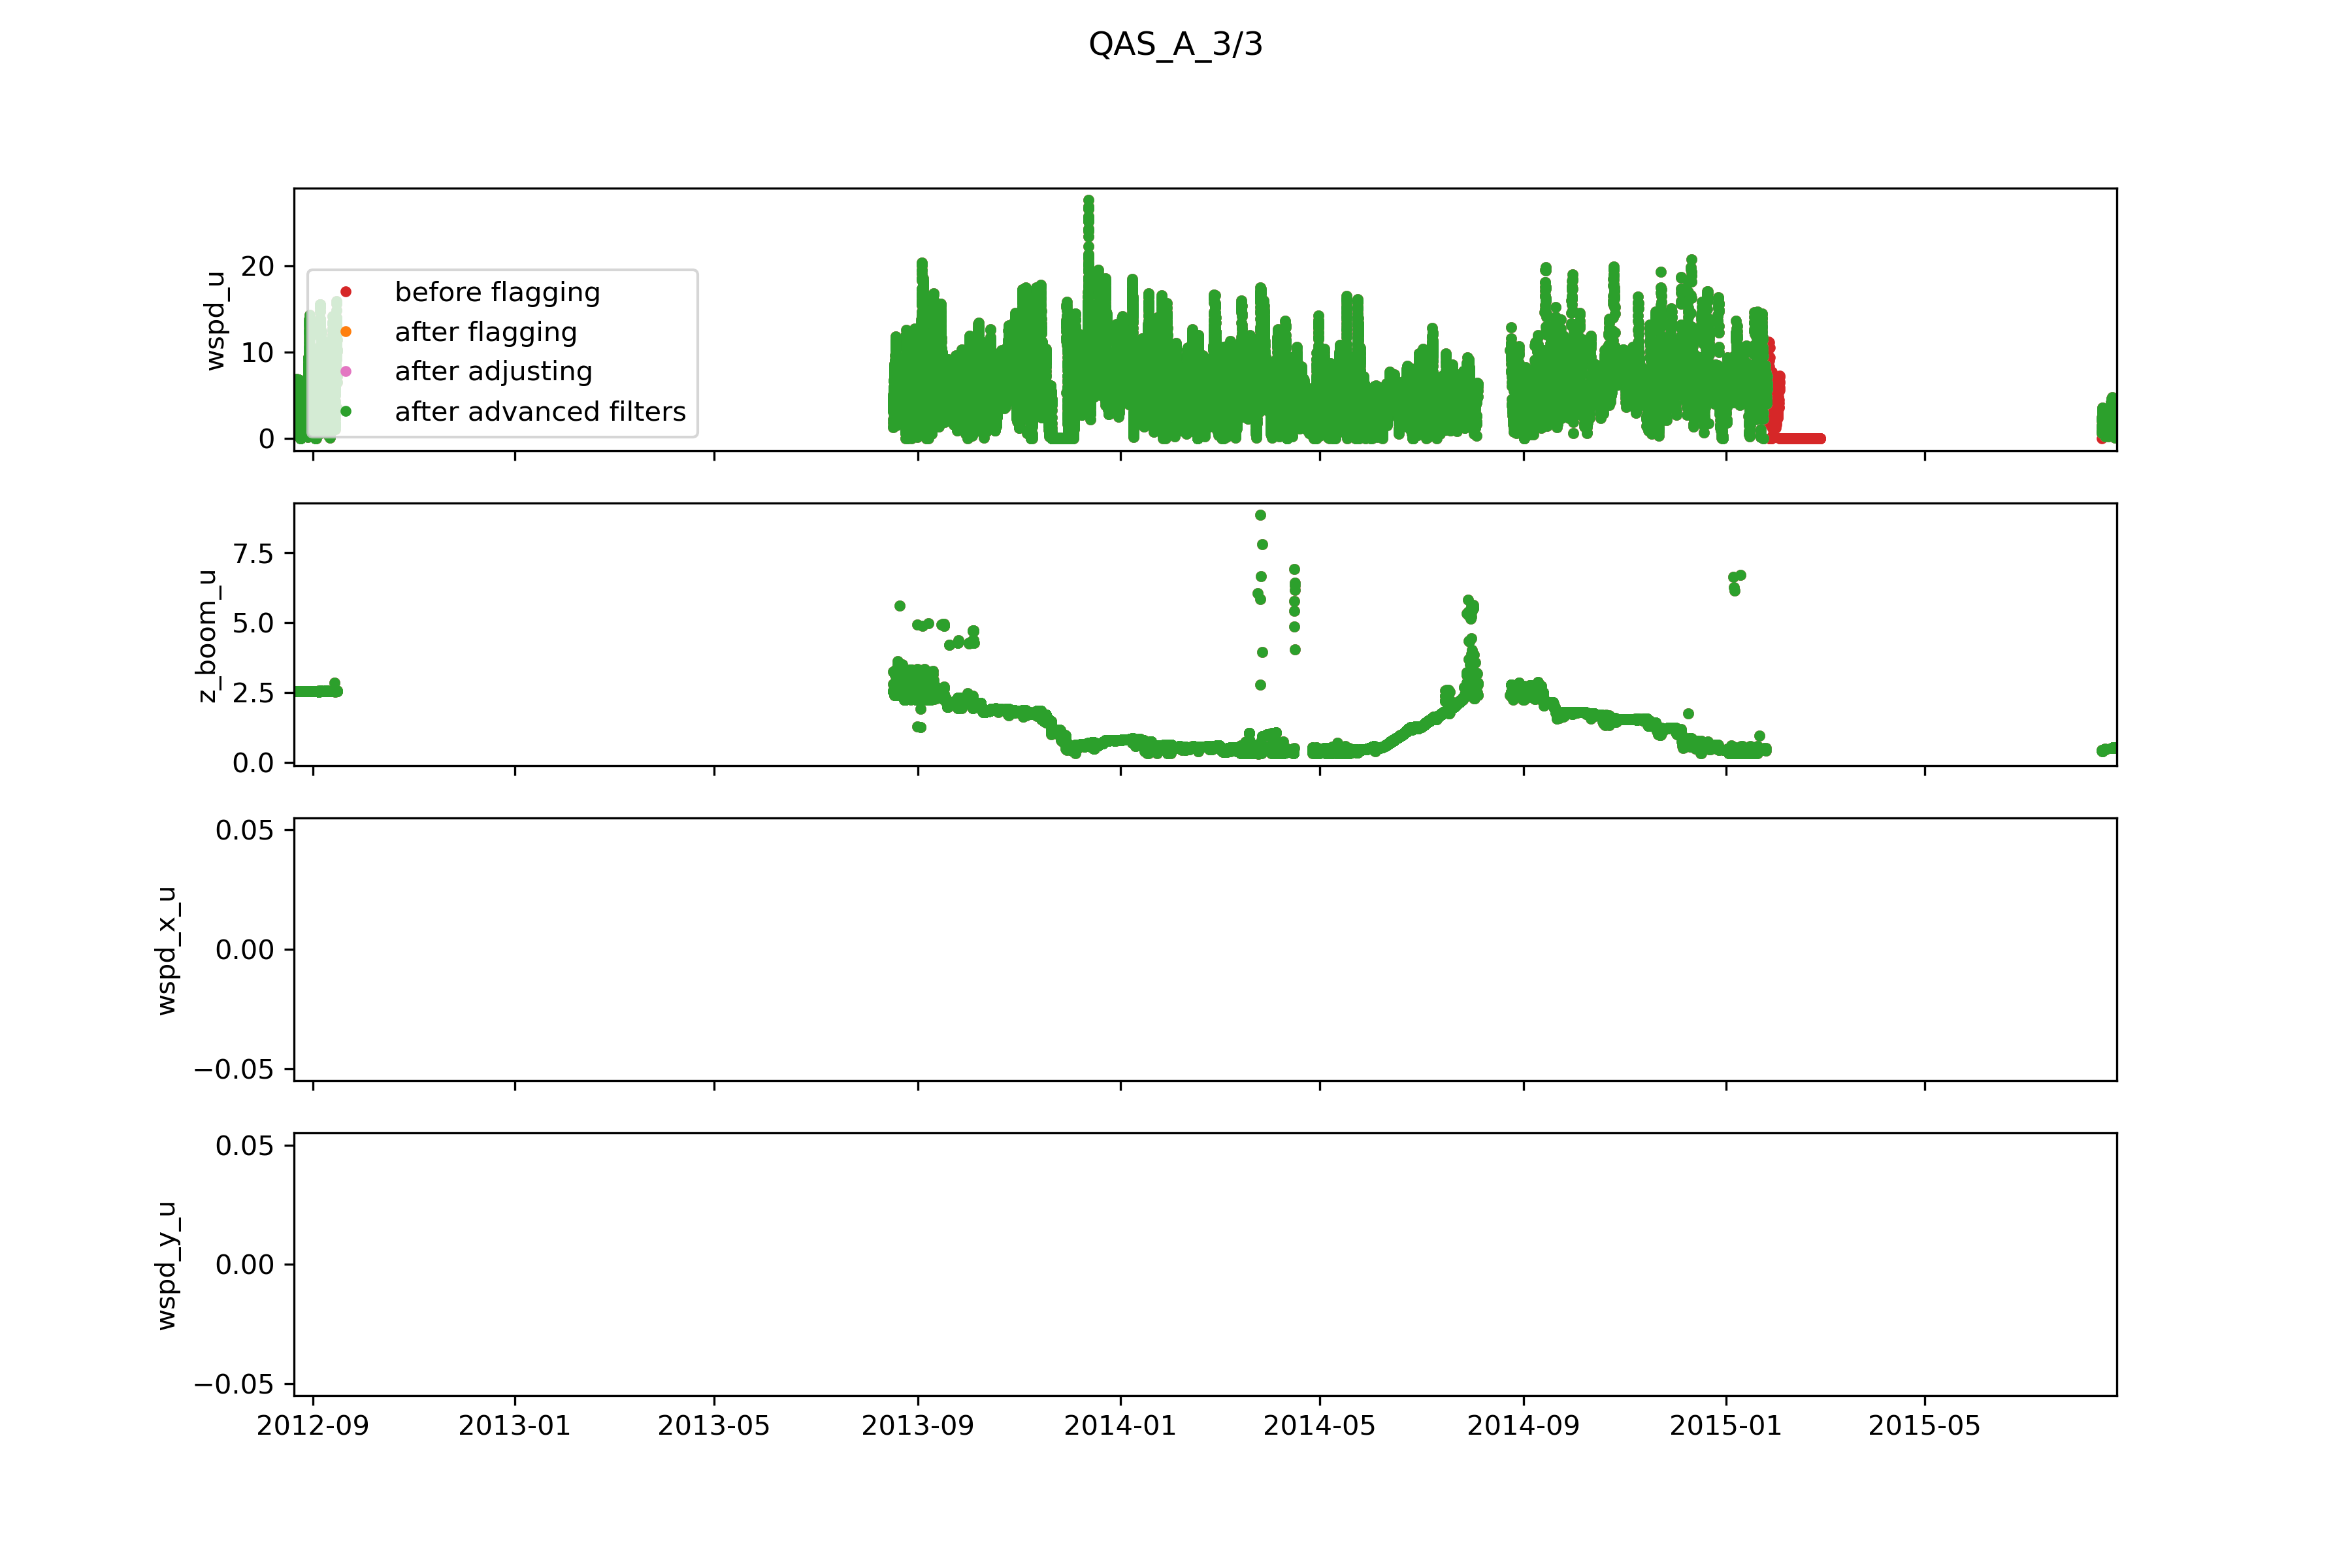 QAS_A_3/3
wspd_u
20
10
0
before flagging
after flagging
after adjusting
after advanced filters
z_boom_u
7.5
5.0
2.5
0.0
wspd_x_u
0.05
0.00
−0.05
wspd_y_u
0.05
0.00
−0.05
2012-09 2013-01 2013-05 2013-09 2014-01 2014-05 2014-09 2015-01 2015-05